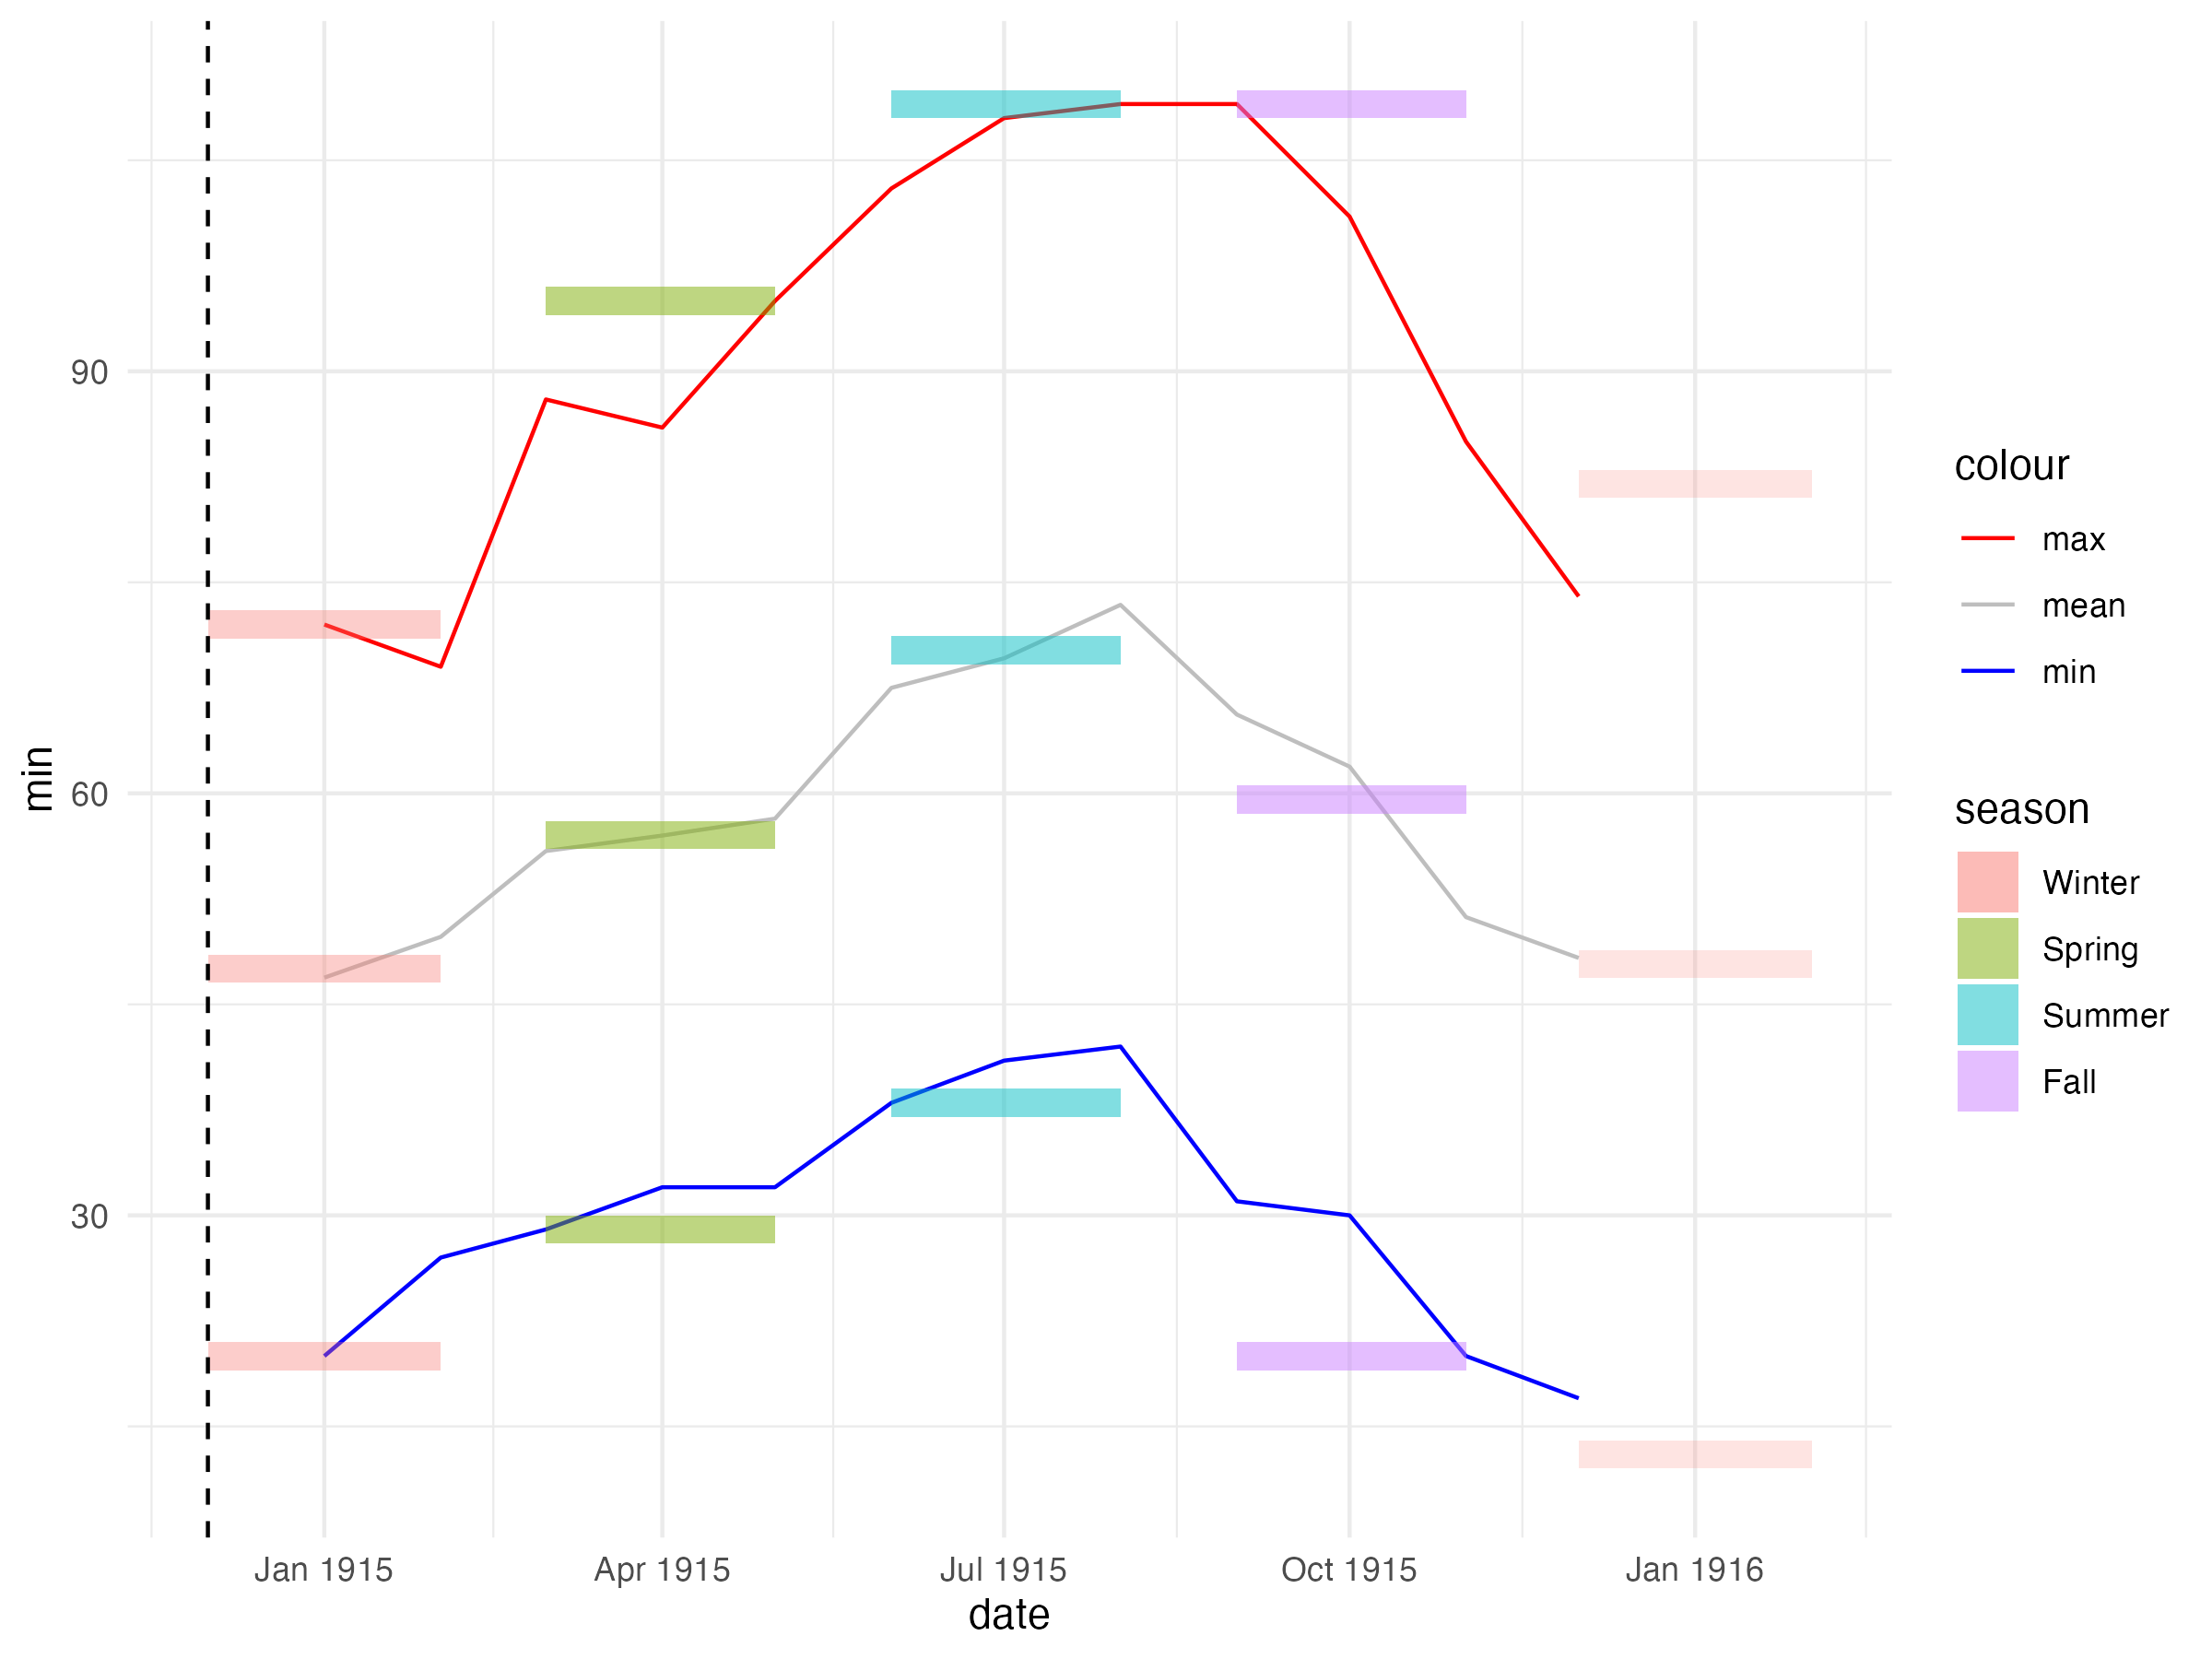 min
90
60
30
Jan 1915
Apr 1915
Jul 1915
Oct 1915
Jan 1916
date
colour
max
mean
min
season
Winter
Spring
Summer
Fall